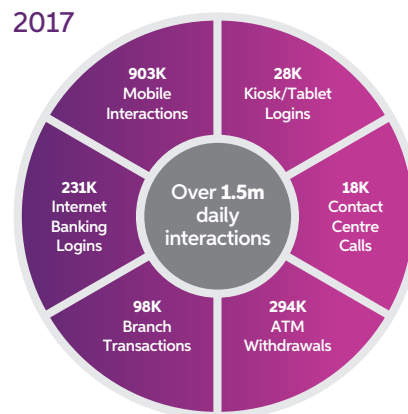 2017
903K
Mobile
Interactions
28K
Kiosk/Tablet
Logins
231K
Internet
Banking
Logins
Over 1.5m
daily
interactions
18K
Contact
Centre
Calls
98K
Branch
Transactions
294K
ATM
Withdrawals